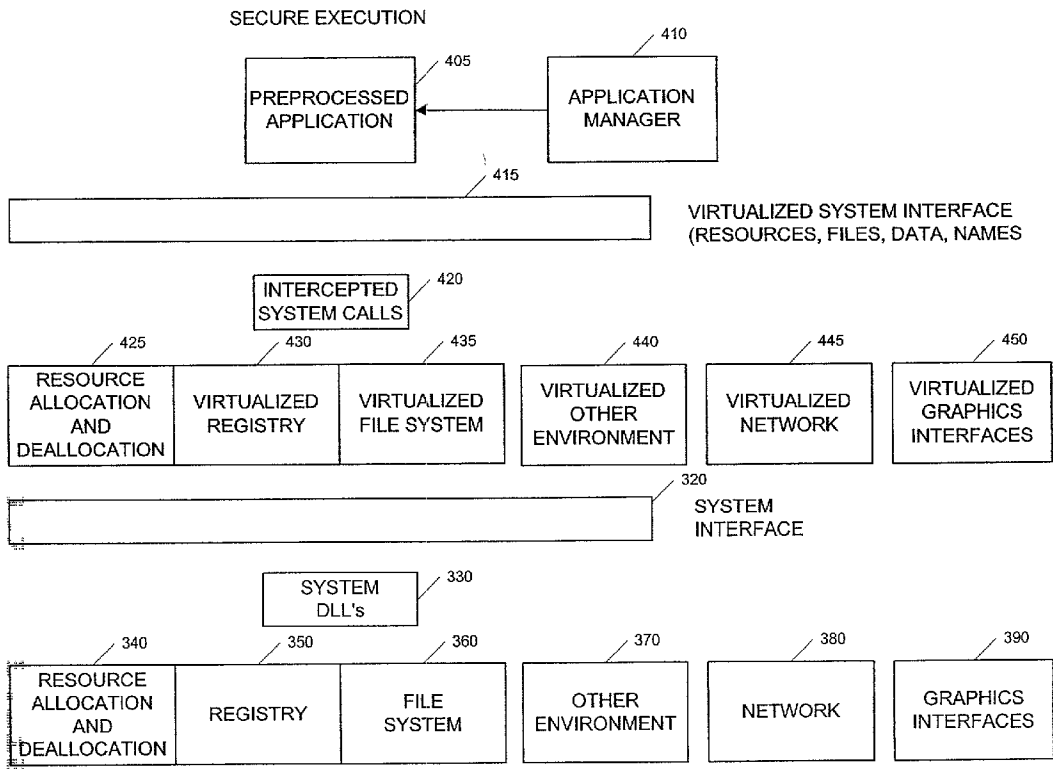 SECURE EXECUTION
405
410
PREPROCESSED
APPLICATION
APPLICATION
MANAGER
415
VIRTUALIZED SYSTEM INTERFACE
(RESOURCES, FILES, DATA, NAMES
INTERCEPTED
SYSTEM CALLS
420
425
430
435
440
445
450
RESOURCE
ALLOCATION
AND
DEALLOCATION
VIRTUALIZED
REGISTRY
VIRTUALIZED
FILE SYSTEM
VIRTUALIZED
OTHER
ENVIRONMENT
VIRTUALIZED
NETWORK
VIRTUALIZED
GRAPHICS
INTERFACES
320
SYSTEM
INTERFACE
SYSTEM
DLL's
330
340
350
360
370
380
390
RESOURCE
ALLOCATION
AND
DEALLOCATION
REGISTRY
FILE
SYSTEM
OTHER
ENVIRONMENT
NETWORK
GRAPHICS
INTERFACES